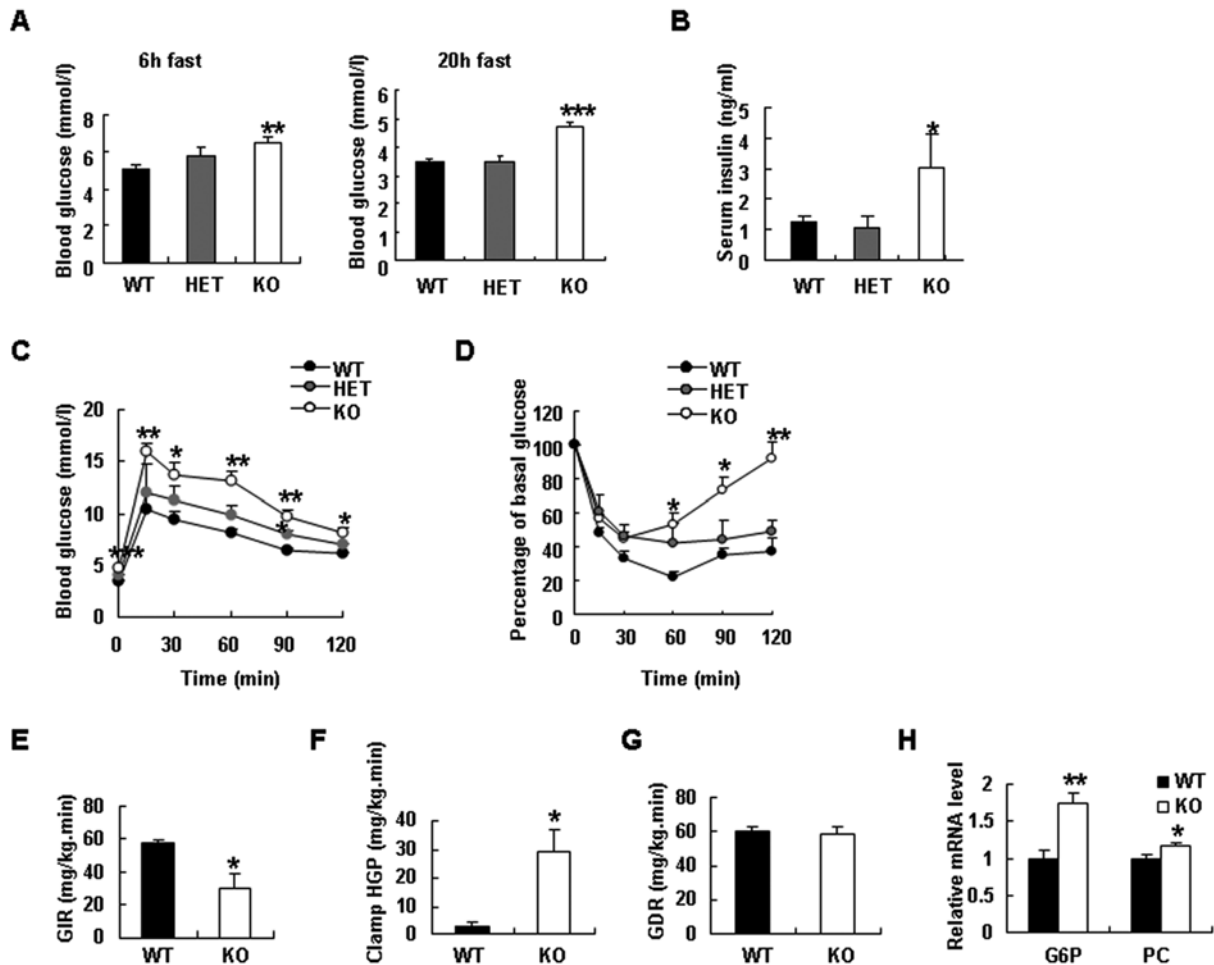 A
6h fast
Blood glucose (mmol/l)
8
6
4
2
0
**
WT HET KO
20h fast
Blood glucose (mmol/l)
6
5
4
3
2
1
0
***
WT HET KO
B
Serum insulin (ng/ml)
5
4
3
2
1
0
*
WT HET KO
C
WT
HET
KO
Blood glucose (mmol/l)
20
15
10
5
0
***
**
*
**
**
*
*
0 30 60 90 120
Time (min)
D
WT
HET
KO
Percentage of basal glucose
120
100
80
60
40
20
0
*
*
**
0 30 60 90 120
Time (min)
E
GIR (mg/kg.min)
80
60
40
20
0
*
WT KO
F
Clamp HGP (mg/kg.min)
40
30
20
10
0
*
WT KO
G
GDR (mg/kg.min)
80
60
40
20
0
WT KO
H
Relative mRNA level
2
1.5
1
0.5
0
**
*
WT
KO
G6P PC